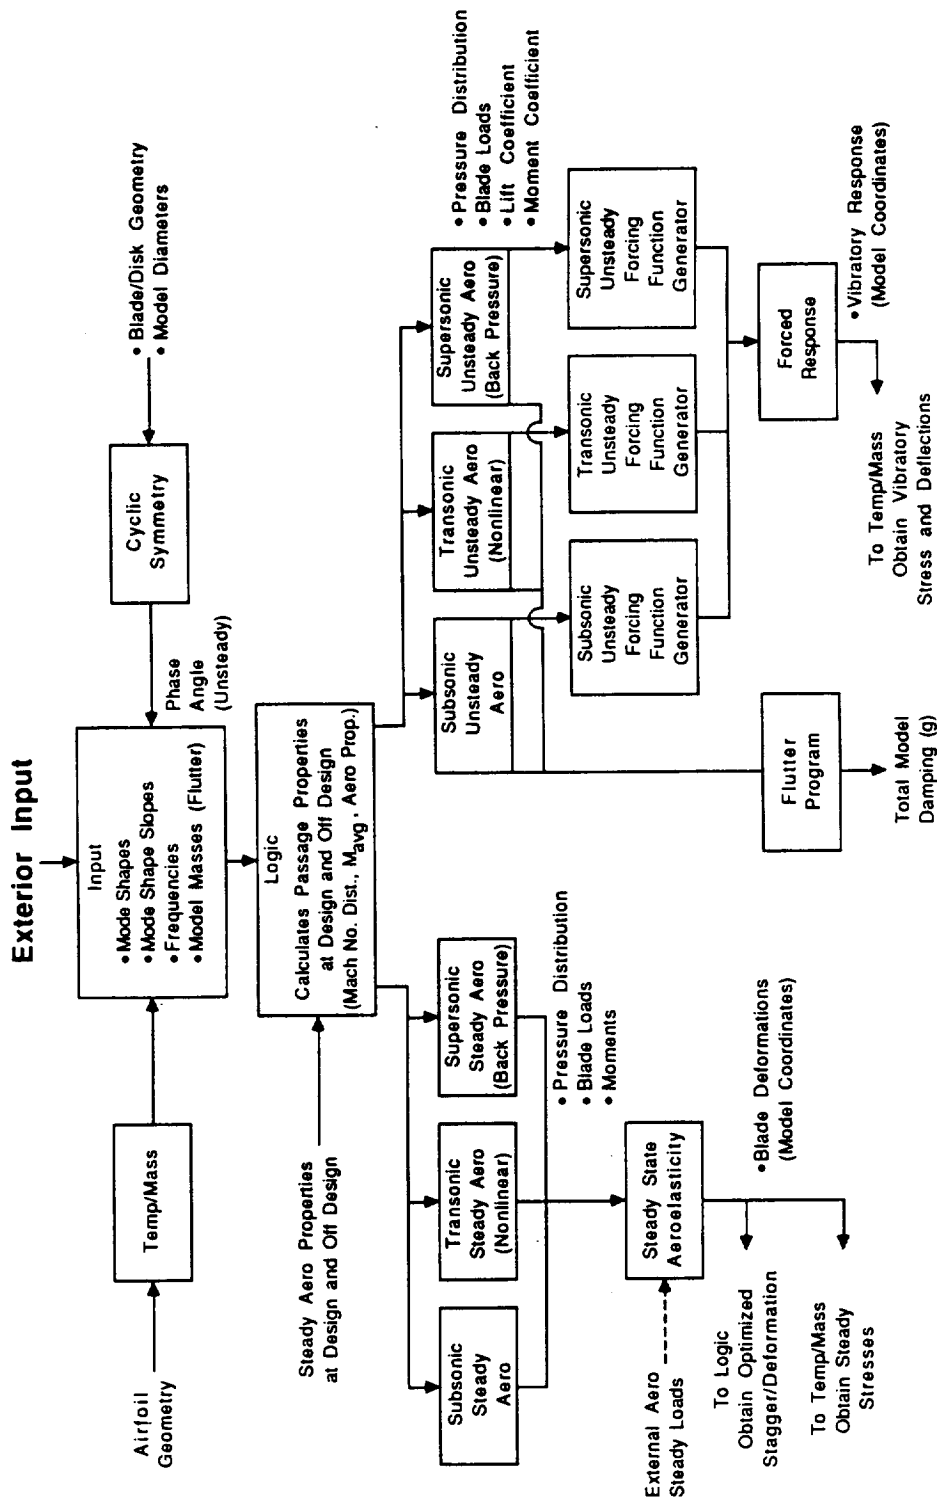 Exterior Input
Airfoil
Geometry
Temp/Mass
Input
•Mode Shapes
•Mode Shape Slopes
•Frequencies
•Model Masses (Flutter)
Phase
Angle
(Unsteady)
Cyclic
Symmetry
•Blade/Disk Geometry
•Model Diameters
Steady Aero Properties
at Design and Off Design
Logic
Calculates Passage Properties
at Design and Off Design
(Mach No. Dist., Mavg, Aero Prop.)
Subsonic
Steady
Aero
Transonic
Steady Aero
(Nonlinear)
Supersonic
Steady Aero
(Back Pressure)
•Pressure Distribution
•Blade Loads
•Moments
Subsonic
Unsteady
Aero
Transonic
Unsteady Aero
(Nonlinear)
Supersonic
Unsteady Aero
(Back Pressure)
•Pressure Distribution
•Blade Loads
•Lift Coefficient
•Moment Coefficient
Subsonic
Unsteady
Forcing
Function
Generator
Transonic
Unsteady
Forcing
Function
Generator
Supersonic
Unsteady
Forcing
Function
Generator
External Aero
Steady Loads
Steady State
Aeroelasticity
•Blade Deformations
(Model Coordinates)
To Logic
Obtain Optimized
Stagger/Deformation
To Temp/Mass
Obtain Steady
Stresses
Flutter
Program
Total Model
Damping (g)
Forced
Response
•Vibratory Response
(Model Coordinates)
To Temp/Mass
Obtain Vibratory
Stress and Deflections